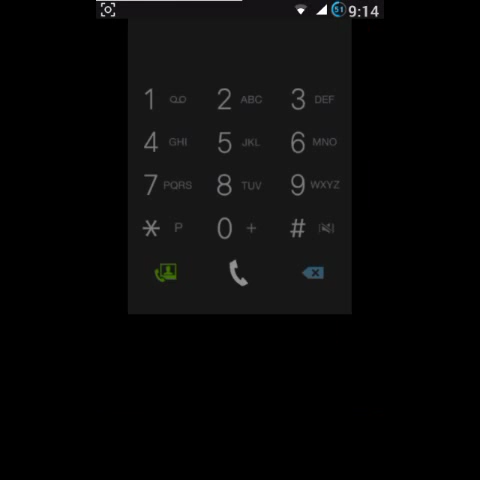 51 9:14
1 2 ABC 3 DEF
4 GHI 5 JKL 6 MNO
7 PQRS 8 TUV 9 WXYZ
* P 0 + #